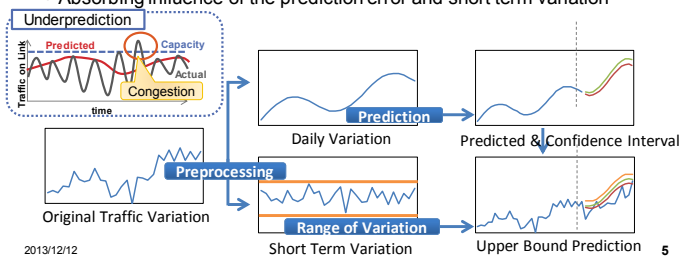 Absorbing influence of the prediction error and short term variation
Underprediction
Predicted
Capacity
Traffic on Link
Actual
Congestion
time
Prediction
Daily Variation
Predicted & Confidence Interval
Preprocessing
Original Traffic Variation
Range of Variation
Short Term Variation
Upper Bound Prediction
2013/12/12
5